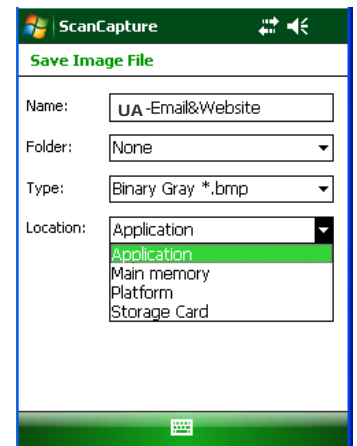 ScanCapture
Save Image File
Name: UA-Email&Website
Folder: None
Type: Binary Gray *.bmp
Location: Application
Application
Main memory
Platform
Storage Card